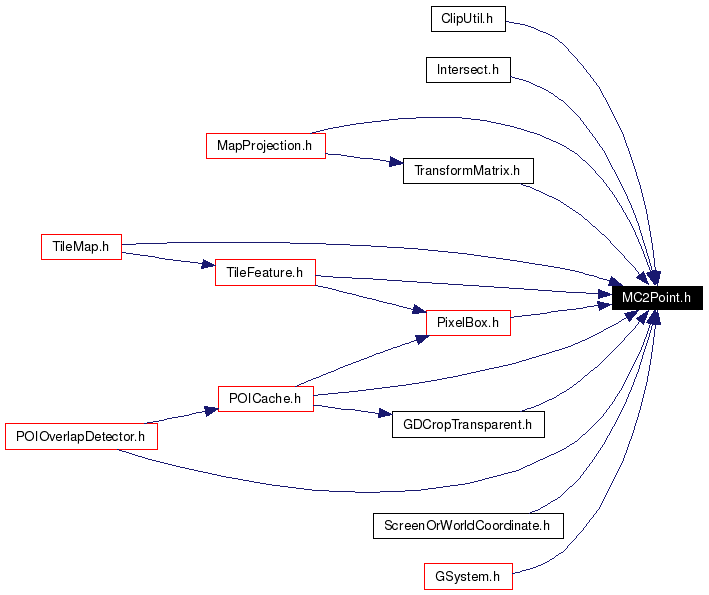 ClipUtil.h
Intersect.h
MapProjection.h
TransformMatrix.h
TileMap.h
TileFeature.h
MC2Point.h
PixelBox.h
POICache.h
GDCropTransparent.h
POIOverlapDetector.h
ScreenOrWorldCoordinate.h
GSystem.h